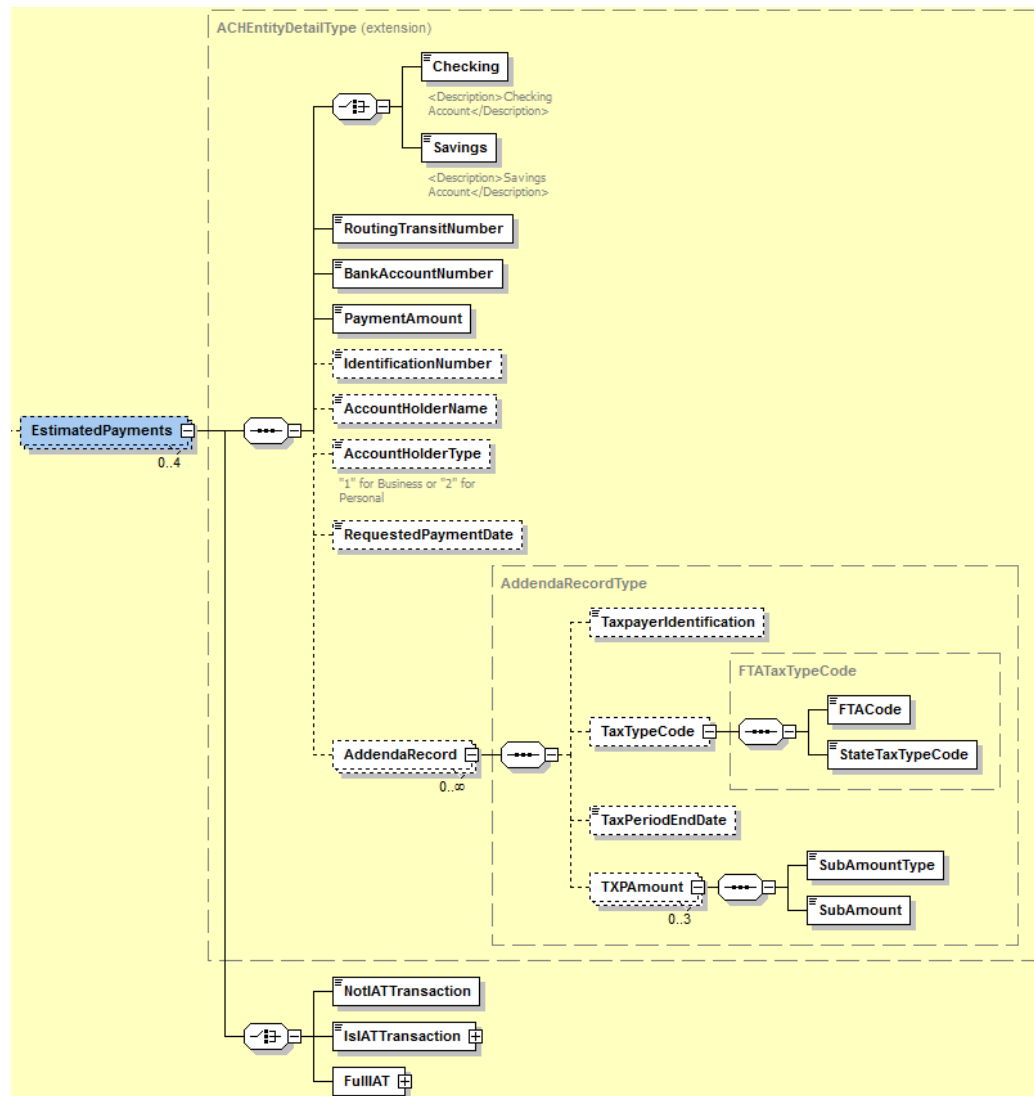 ACHEntityDetailType (extension)
Checking
<Description>Checking
Account</Description>
Savings
<Description>Savings
Account</Description>
RoutingTransitNumber
BankAccountNumber
PaymentAmount
IdentificationNumber
AccountHolderName
EstimatedPayments
0..4
AccountHolderType
"1" for Business or "2" for
Personal
RequestedPaymentDate
AddendaRecordType
TaxpayerIdentification
FTATaxTypeCode
FTACode
TaxTypeCode
StateTaxTypeCode
AddendaRecord
0..∞
TaxPeriodEndDate
SubAmountType
TXPAmount
0..3
SubAmount
NotIATTransaction
IsIATTransaction
FullIAT